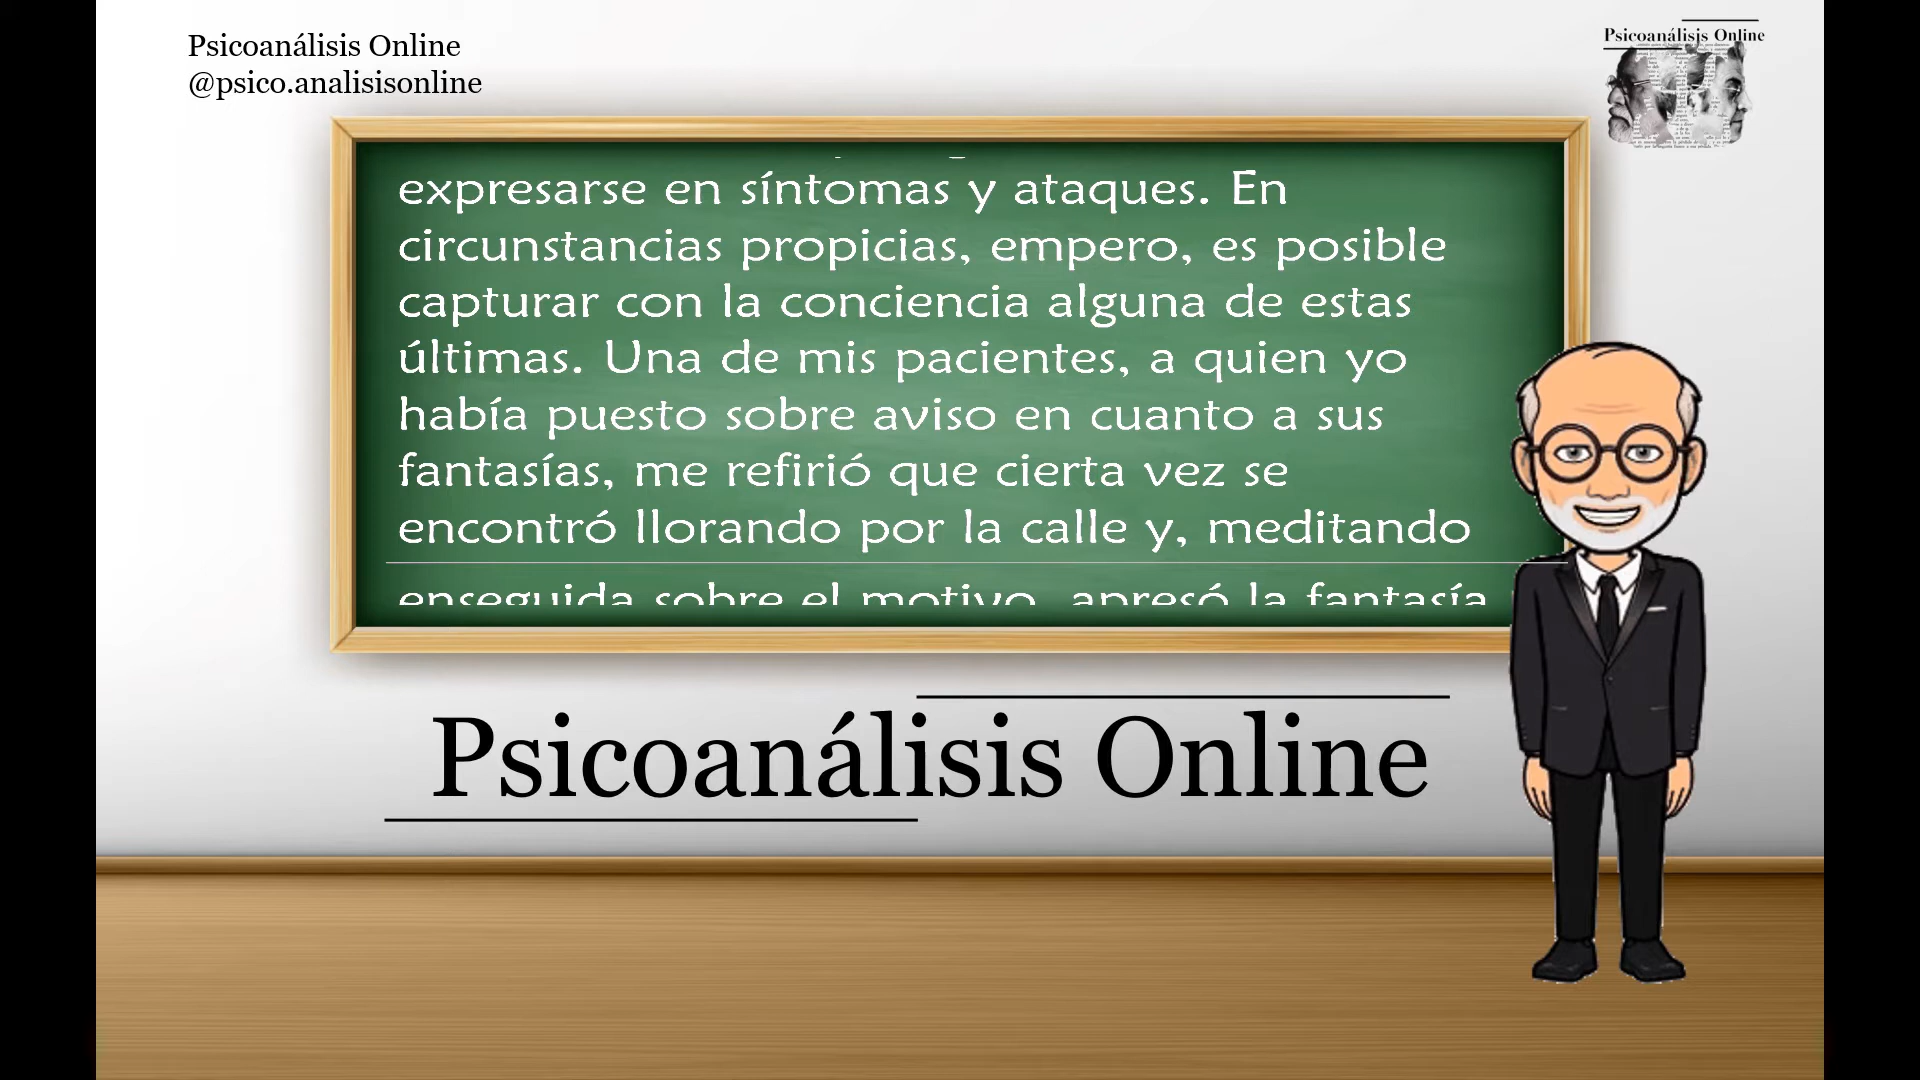 Psicoanálisis Online
@psico.analisisonline
Psicoanálisis Online
expresarse en síntomas y ataques. En
circunstancias propicias, empero, es posible
capturar con la conciencia alguna de estas
últimas. Una de mis pacientes, a quien yo
había puesto sobre aviso en cuanto a sus
fantasías, me refirió que cierta vez se
encontró llorando por la calle y, meditando
enseguida sobre el motivo, apresó la fantasía
Psicoanálisis Online